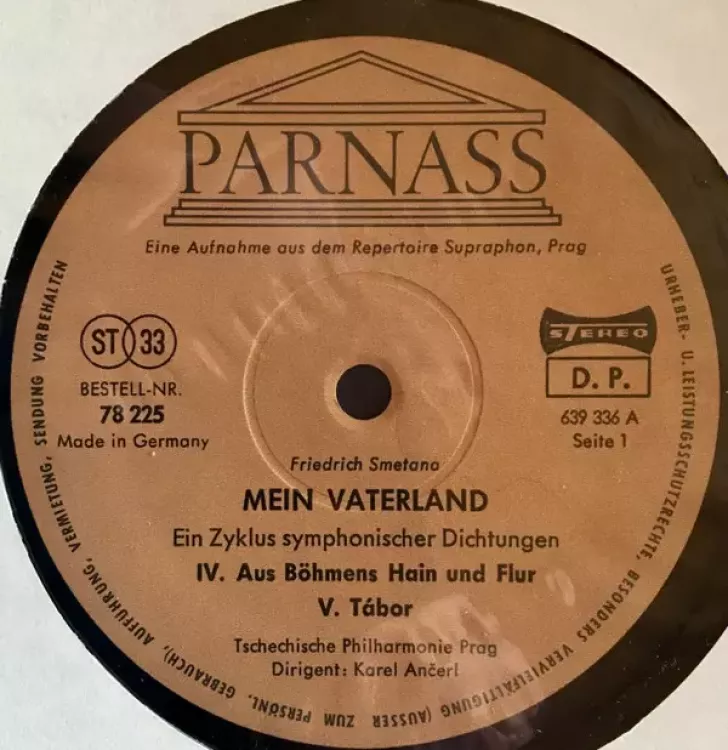 PARNASS
Eine Aufnahme aus dem Repertoire Supraphon, Prag
ST 33
BESTELL-NR.
78 225
Made in Germany
STEREO
D. P.
639 336 A
Seite 1
Friedrich Smetana
MEIN VATERLAND
Ein Zyklus symphonischer Dichtungen
IV. Aus Böhmens Hain und Flur
V. Tábor
Tschechische Philharmonie Prag
Dirigent: Karel Ančerl
URHEBER- U. LEISTUNGSSCHUTZRECHTE, BESONDERS VERVIELFÄLTIGUNG (AUSSER ZUM PERSÖNL. GEBRAUCH), AUFFÜHRUNG, VERMIETUNG, SENDUNG VORBEHALTEN